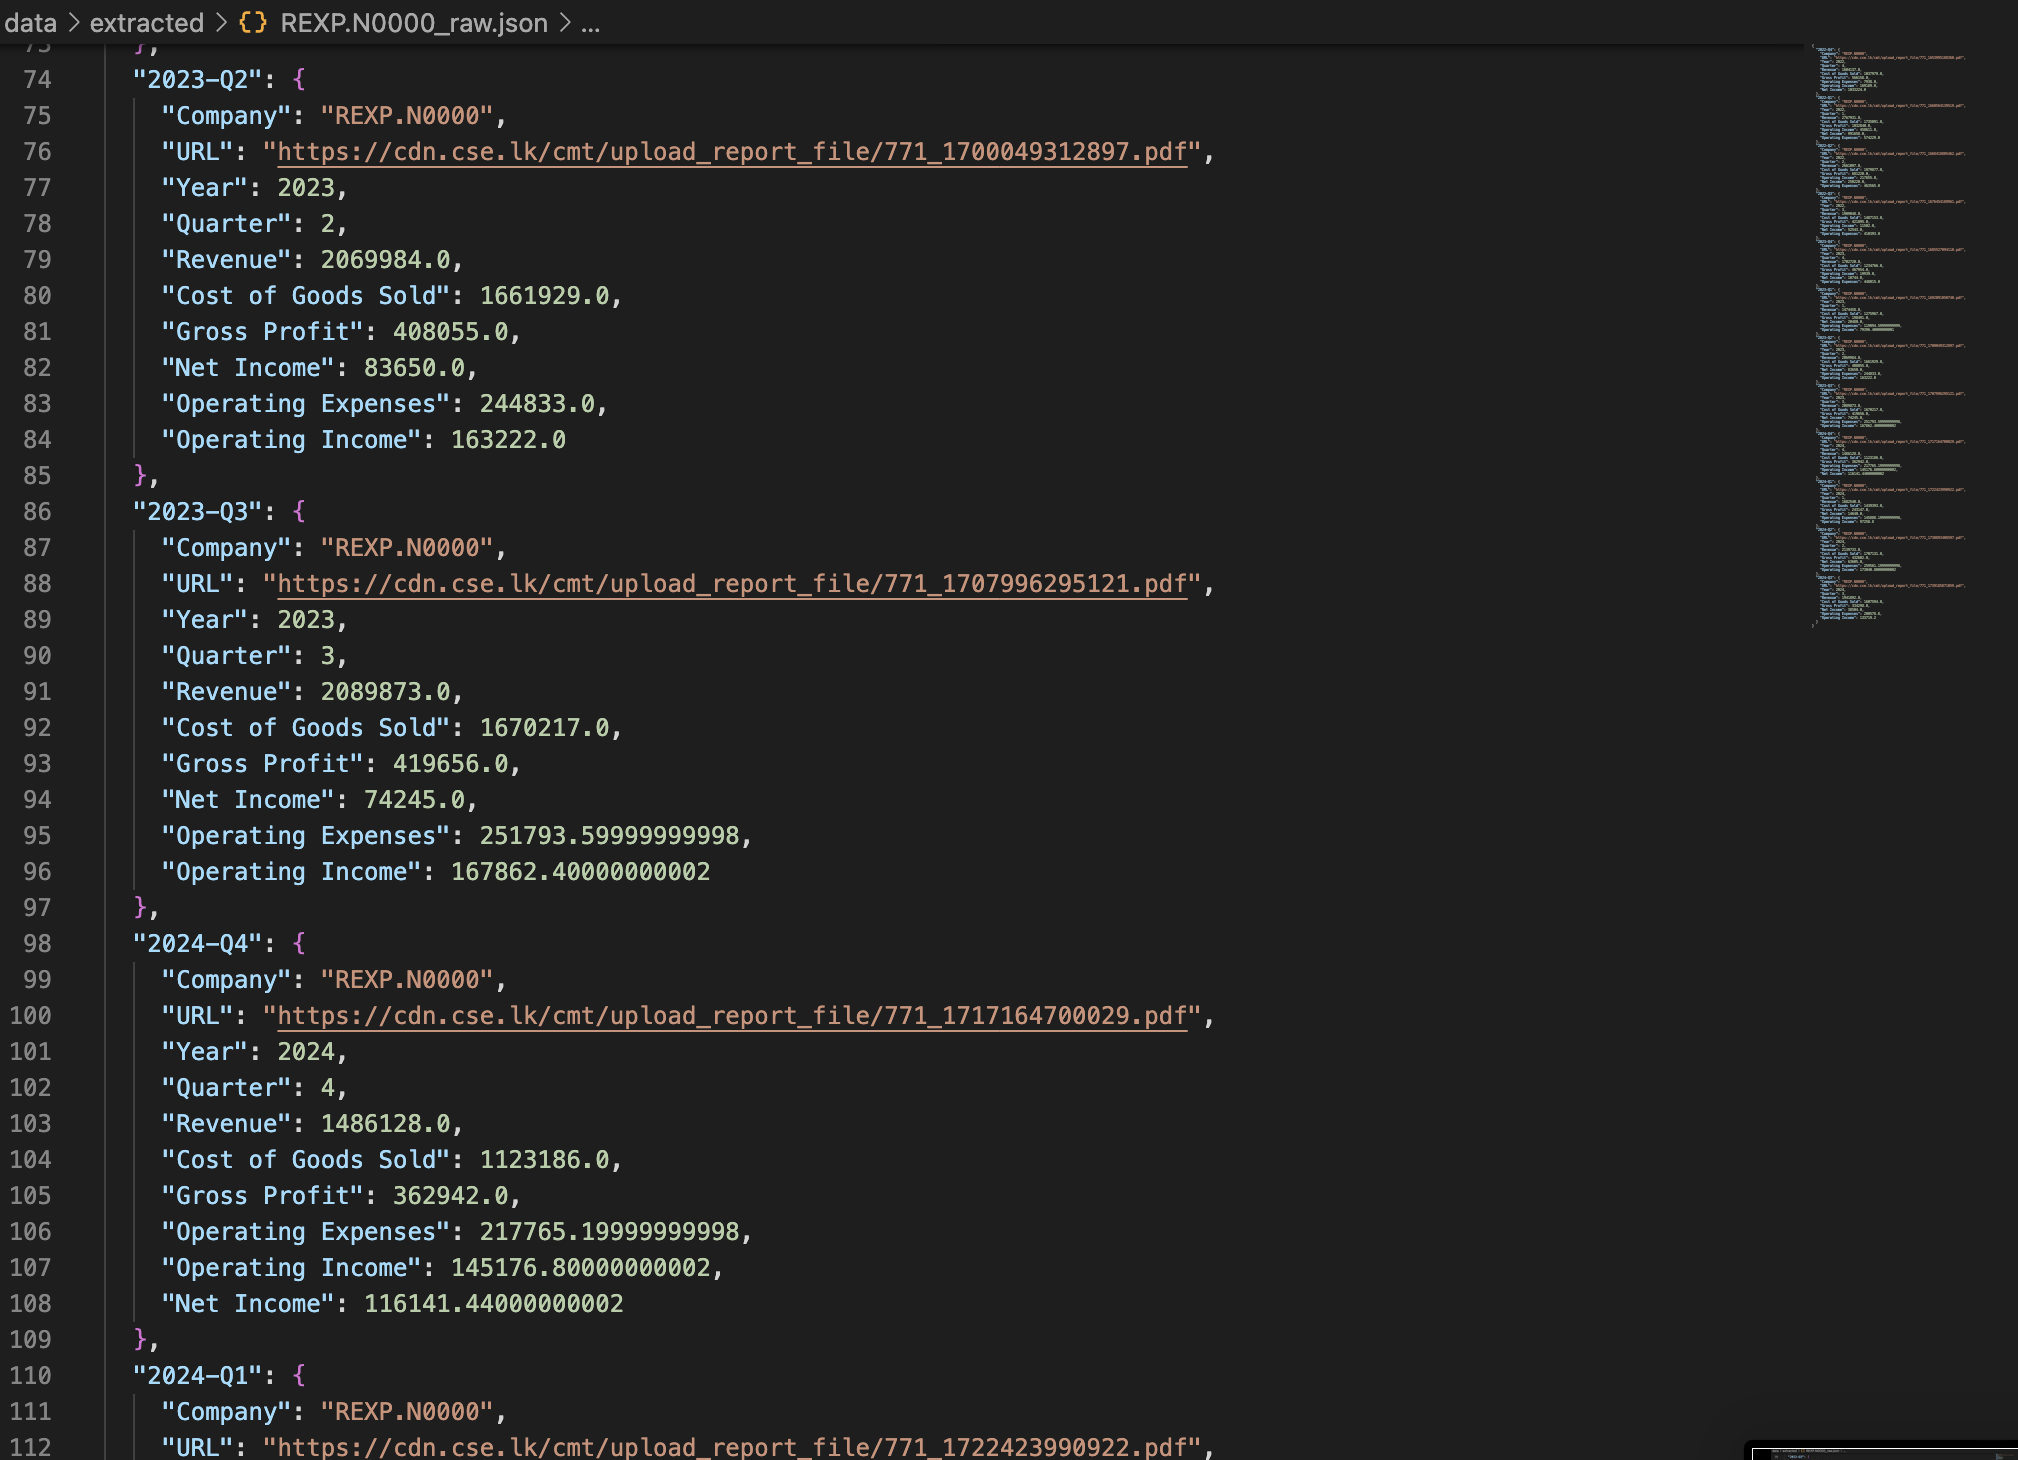 data > extracted > {} REXP.N0000_raw.json > ...
73 },
74 "2023-Q2": {
75 "Company": "REXP.N0000",
76 "URL": "https://cdn.cse.lk/cmt/upload_report_file/771_1700049312897.pdf",
77 "Year": 2023,
78 "Quarter": 2,
79 "Revenue": 2069984.0,
80 "Cost of Goods Sold": 1661929.0,
81 "Gross Profit": 408055.0,
82 "Net Income": 83650.0,
83 "Operating Expenses": 244833.0,
84 "Operating Income": 163222.0
85 },
86 "2023-Q3": {
87 "Company": "REXP.N0000",
88 "URL": "https://cdn.cse.lk/cmt/upload_report_file/771_1707996295121.pdf",
89 "Year": 2023,
90 "Quarter": 3,
91 "Revenue": 2089873.0,
92 "Cost of Goods Sold": 1670217.0,
93 "Gross Profit": 419656.0,
94 "Net Income": 74245.0,
95 "Operating Expenses": 251793.59999999998,
96 "Operating Income": 167862.40000000002
97 },
98 "2024-Q4": {
99 "Company": "REXP.N0000",
100 "URL": "https://cdn.cse.lk/cmt/upload_report_file/771_1717164700029.pdf",
101 "Year": 2024,
102 "Quarter": 4,
103 "Revenue": 1486128.0,
104 "Cost of Goods Sold": 1123186.0,
105 "Gross Profit": 362942.0,
106 "Operating Expenses": 217765.19999999998,
107 "Operating Income": 145176.80000000002,
108 "Net Income": 116141.44000000002
109 },
110 "2024-Q1": {
111 "Company": "REXP.N0000",
112 "URL": "https://cdn.cse.lk/cmt/upload_report_file/771_1722423990922.pdf",